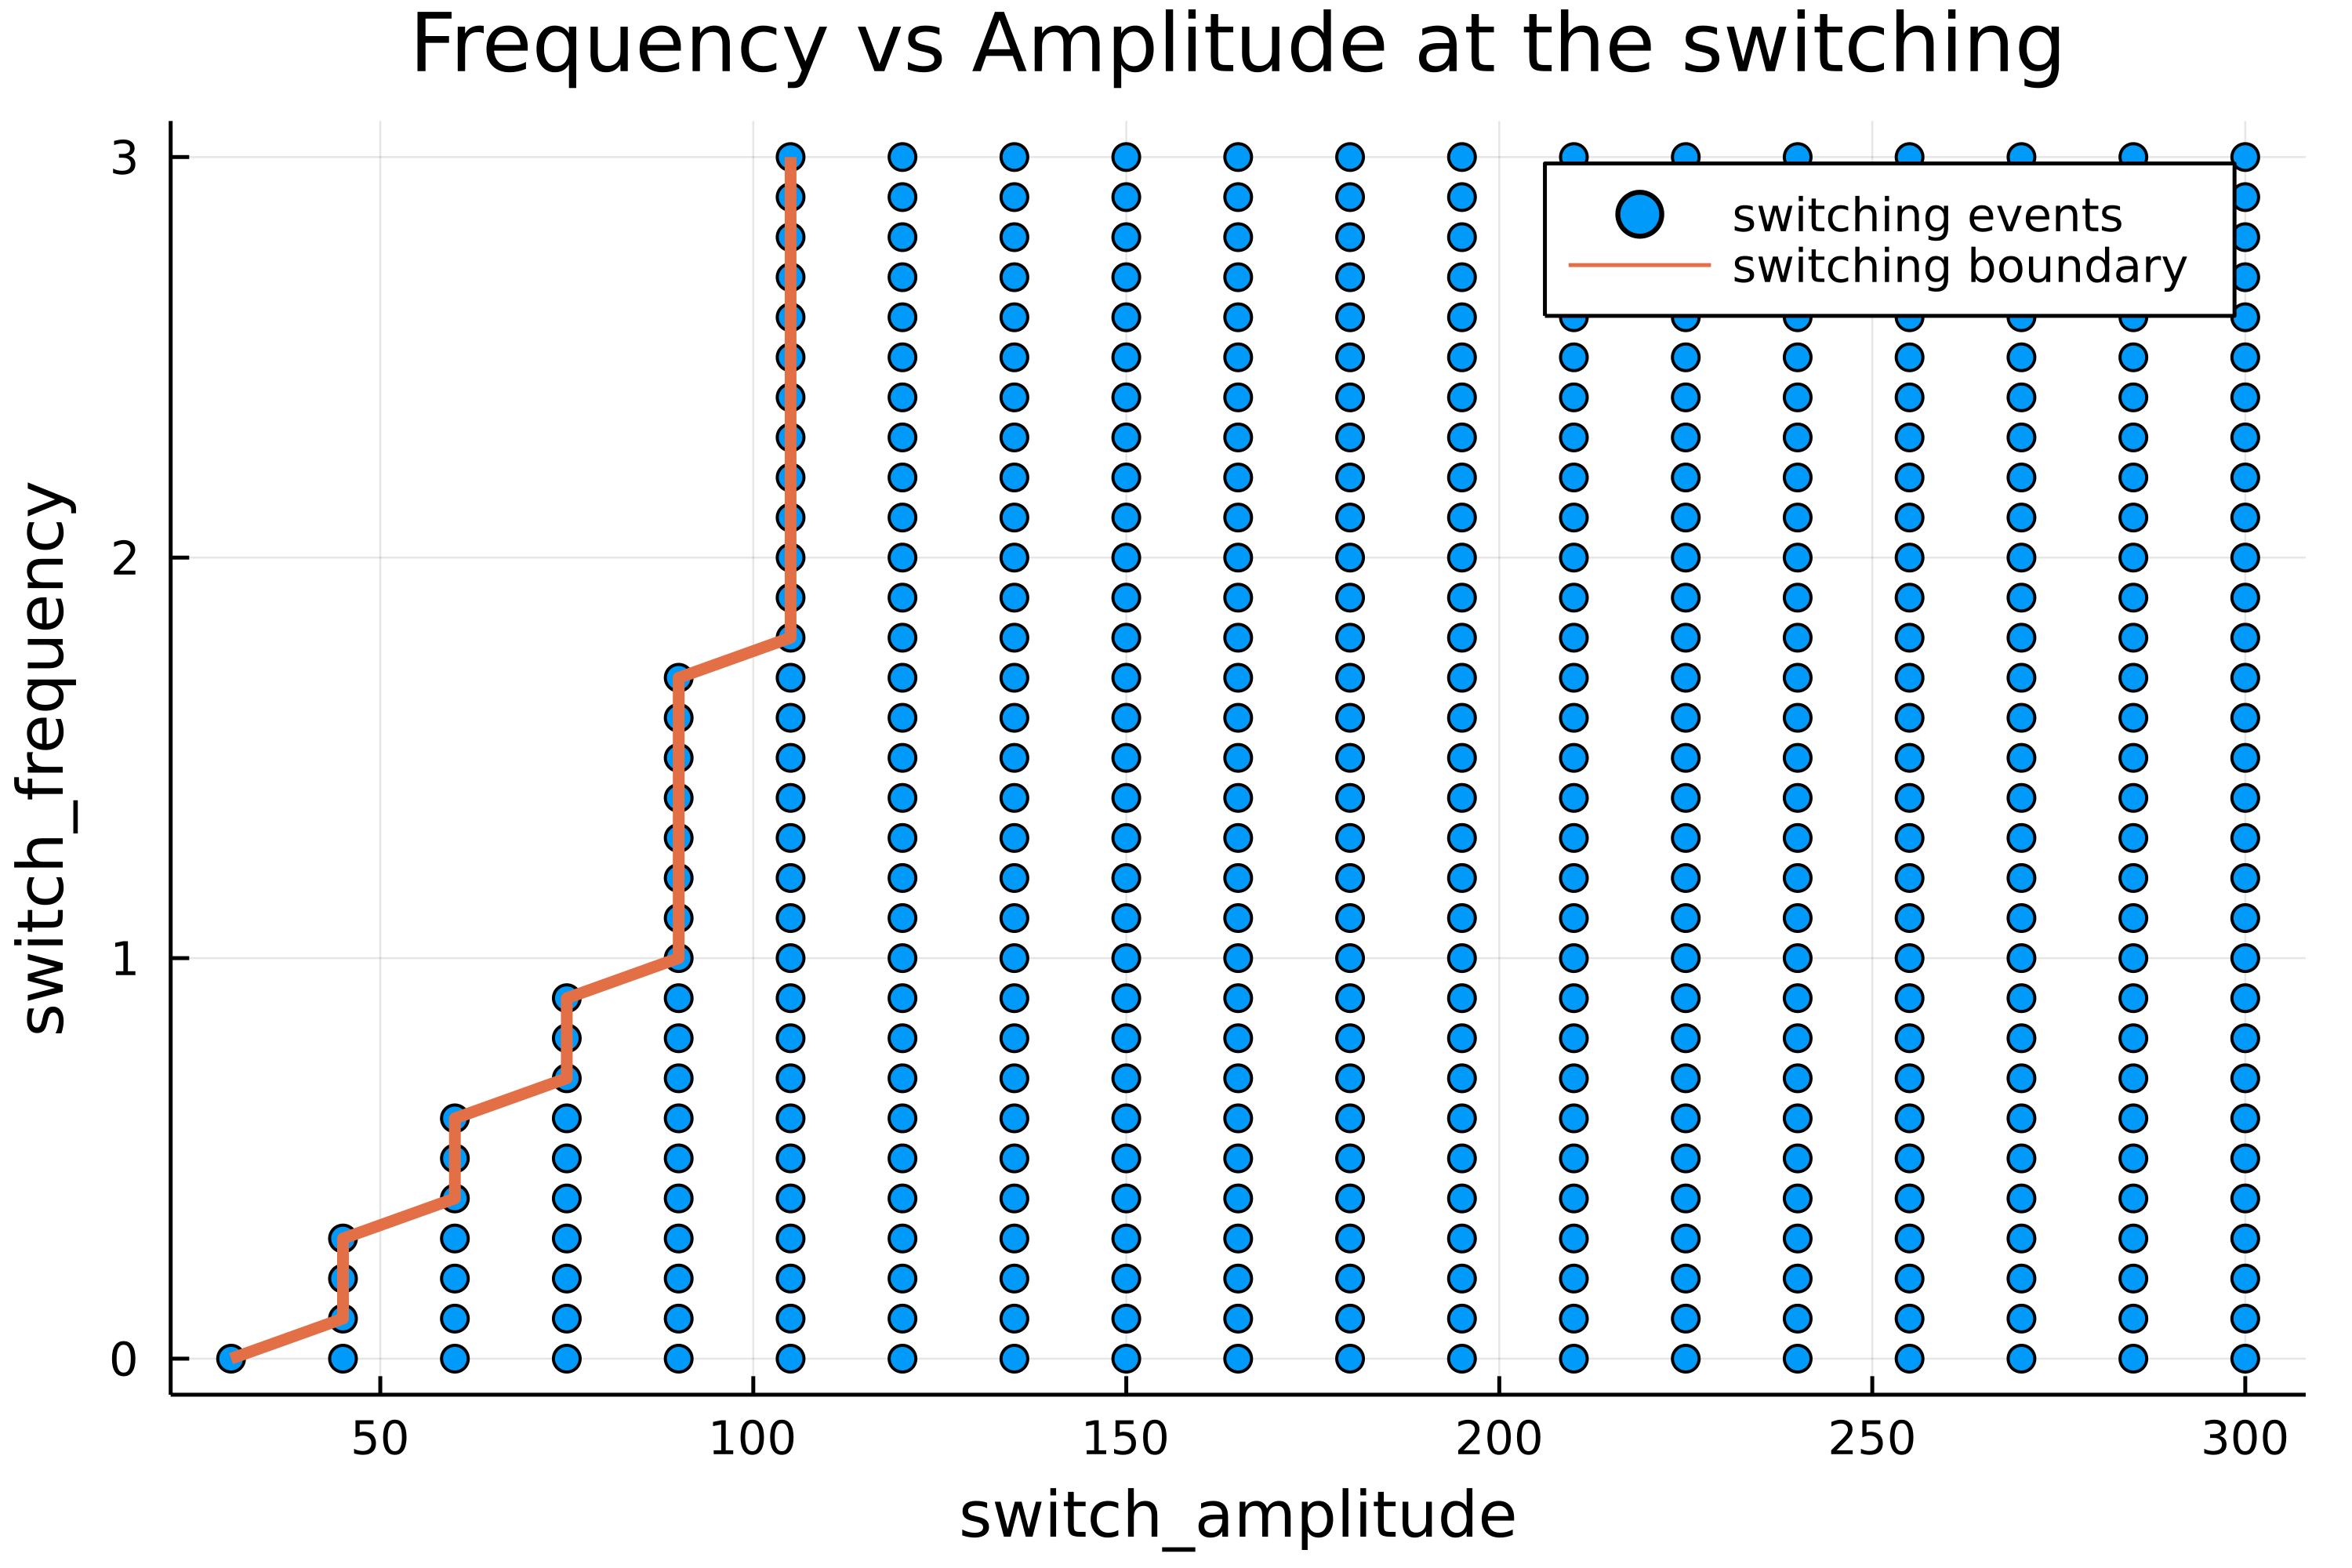 Frequency vs Amplitude at the switching
switching events
switching boundary
switch_frequency
3
2
1
0
50 100 150 200 250 300
switch_amplitude